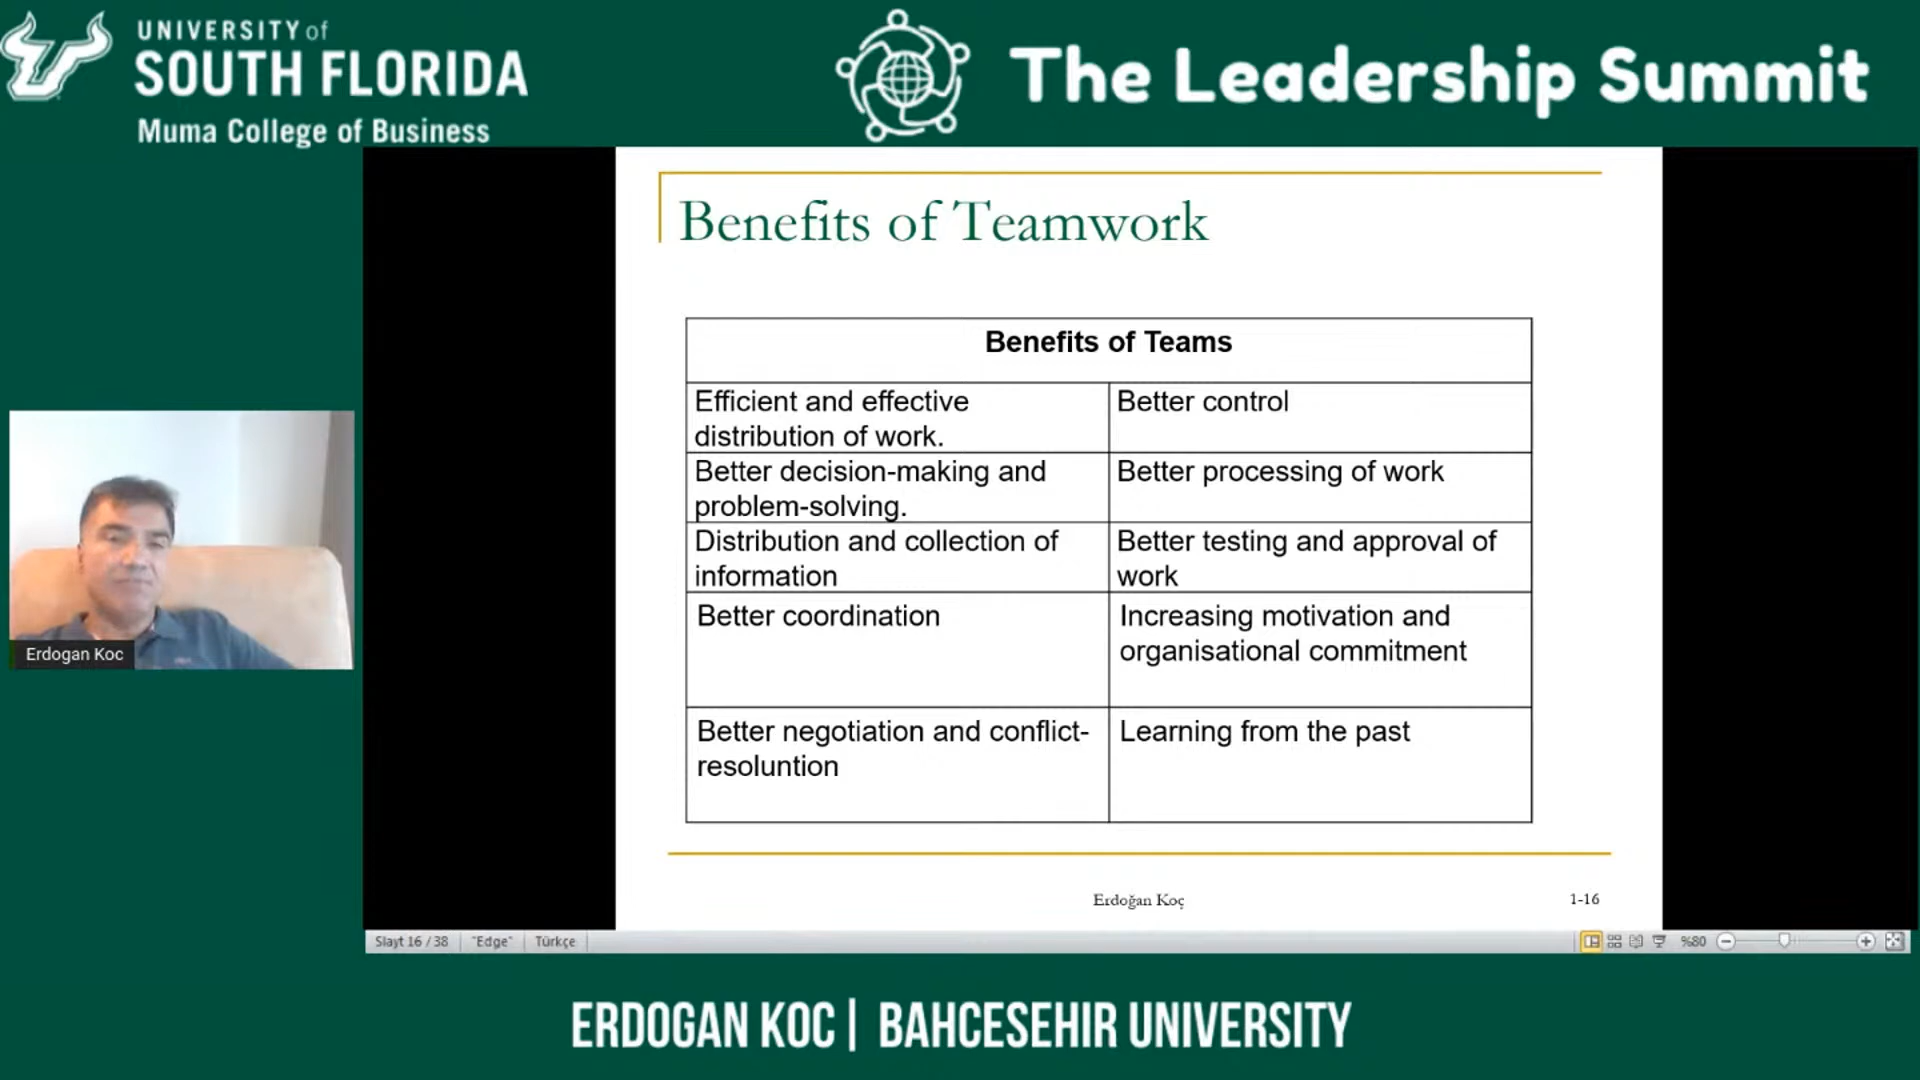 UNIVERSITY of
SOUTH FLORIDA
Muma College of Business
The Leadership Summit
Benefits of Teamwork
Benefits of Teams
Efficient and effective
distribution of work.
Better control
Better decision-making and
problem-solving.
Better processing of work
Distribution and collection of
information
Better testing and approval of
work
Better coordination
Increasing motivation and
organisational commitment
Better negotiation and conflict-
resoluntion
Learning from the past
Erdoğan Koç
1-16
Erdogan Koc
Slayt 16 / 38
"Edge"
Türkçe
%80
ERDOGAN KOC | BAHCESEHIR UNIVERSITY